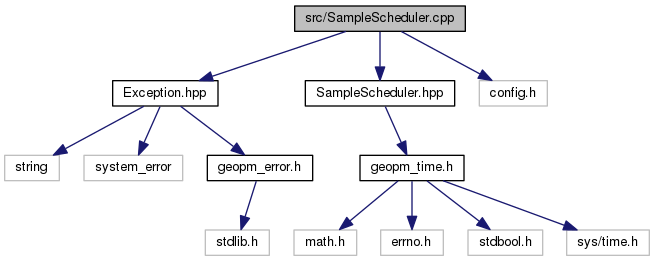 src/SampleScheduler.cpp
Exception.hpp
SampleScheduler.hpp
config.h
string
system_error
geopm_error.h
geopm_time.h
stdlib.h
math.h
errno.h
stdbool.h
sys/time.h